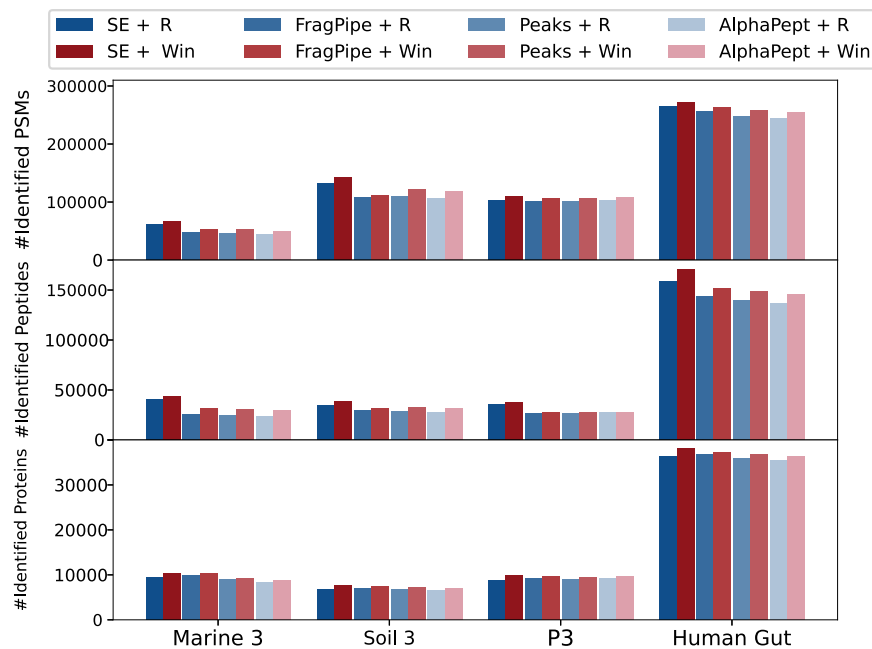 SE + R FragPipe + R Peaks + R AlphaPept + R
SE + Win FragPipe + Win Peaks + Win AlphaPept + Win
#Identified PSMs
300000
200000
100000
0
#Identified Peptides
150000
100000
50000
0
#Identified Proteins
30000
20000
10000
0
Marine 3 Soil 3 P3 Human Gut